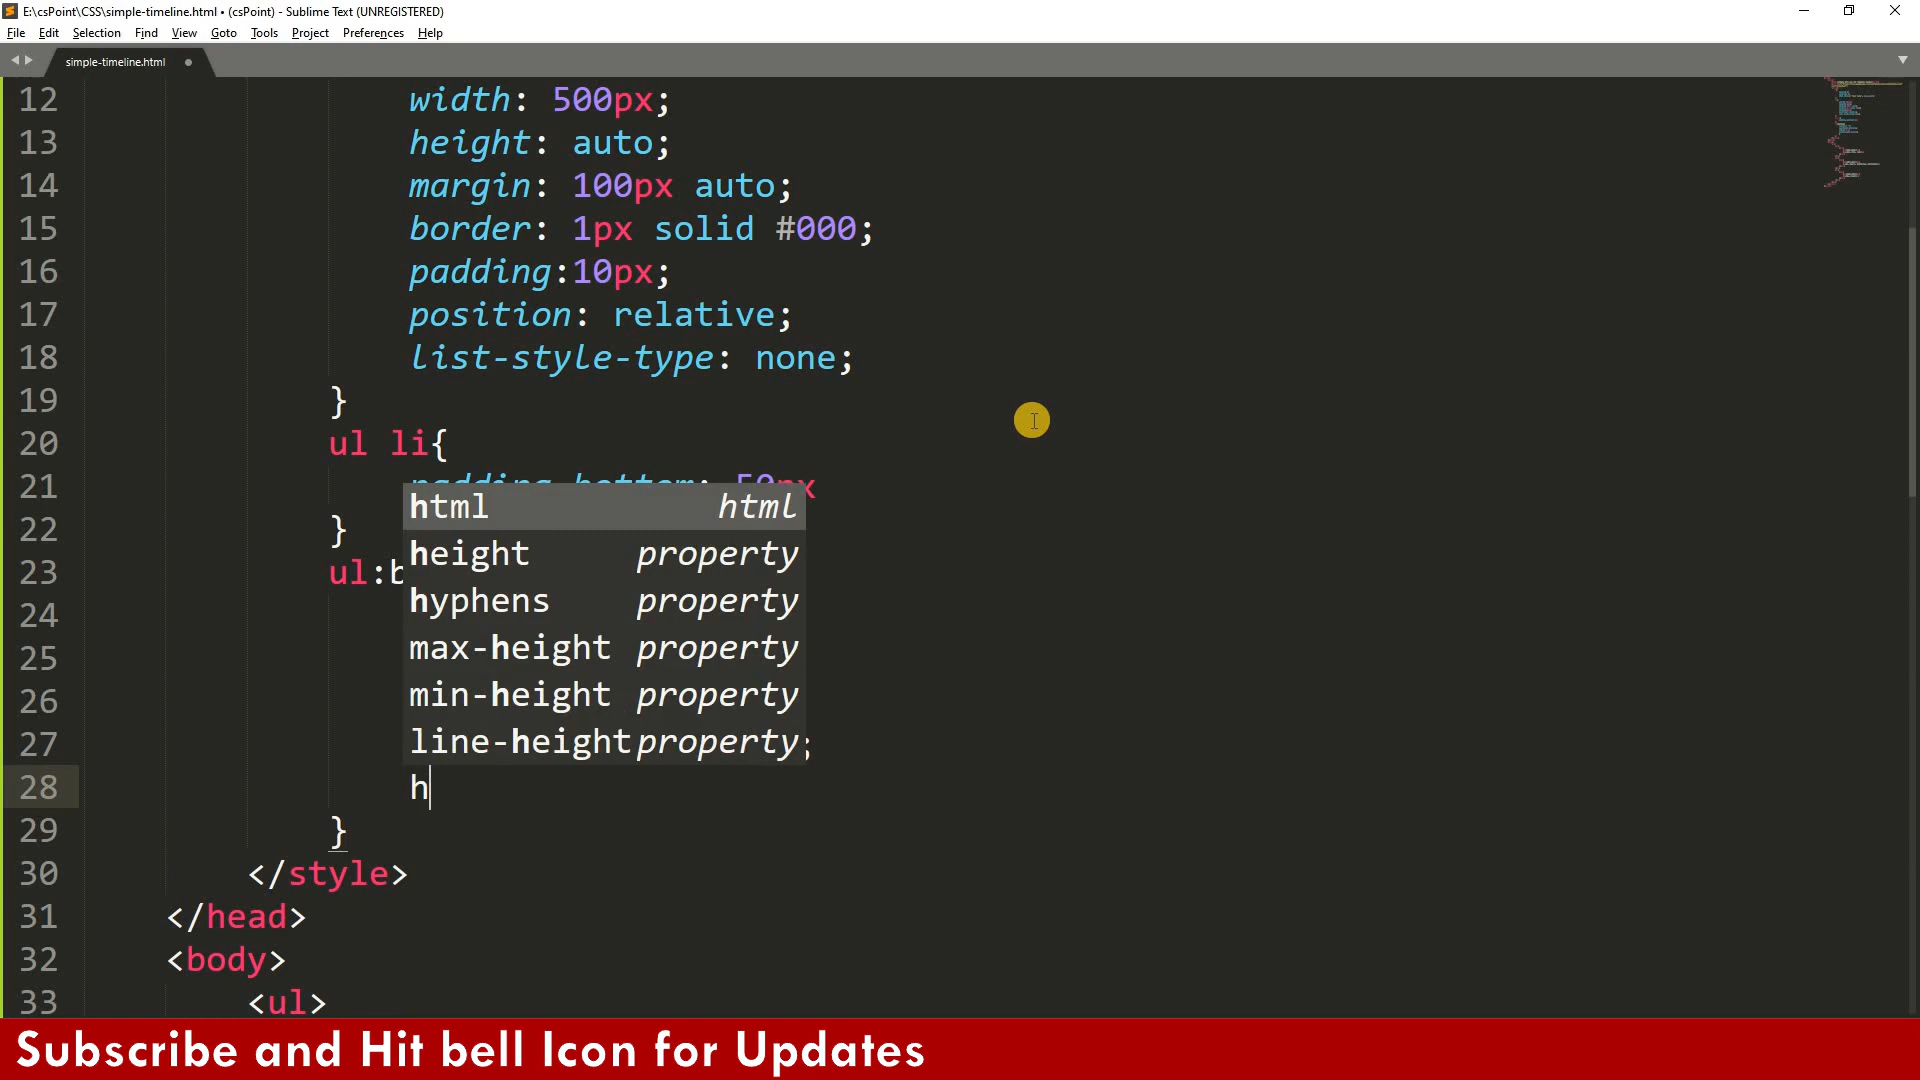 E:\csPoint\CSS\simple-timeline.html • (csPoint) - Sublime Text (UNREGISTERED)
File Edit Selection Find View Goto Tools Project Preferences Help
simple-timeline.html
12 width: 500px;
13 height: auto;
14 margin: 100px auto;
15 border: 1px solid #000;
16 padding:10px;
17 position: relative;
18 list-style-type: none;
19 }
20 ul li{
21 padding-bottom: 50px
html html
22 }
height property
23 ul:b
hyphens property
24
max-height property
25
min-height property
26
27
line-height property;
28 h
29 }
30 </style>
31 </head>
32 <body>
33 <ul>
Subscribe and Hit bell Icon for Updates